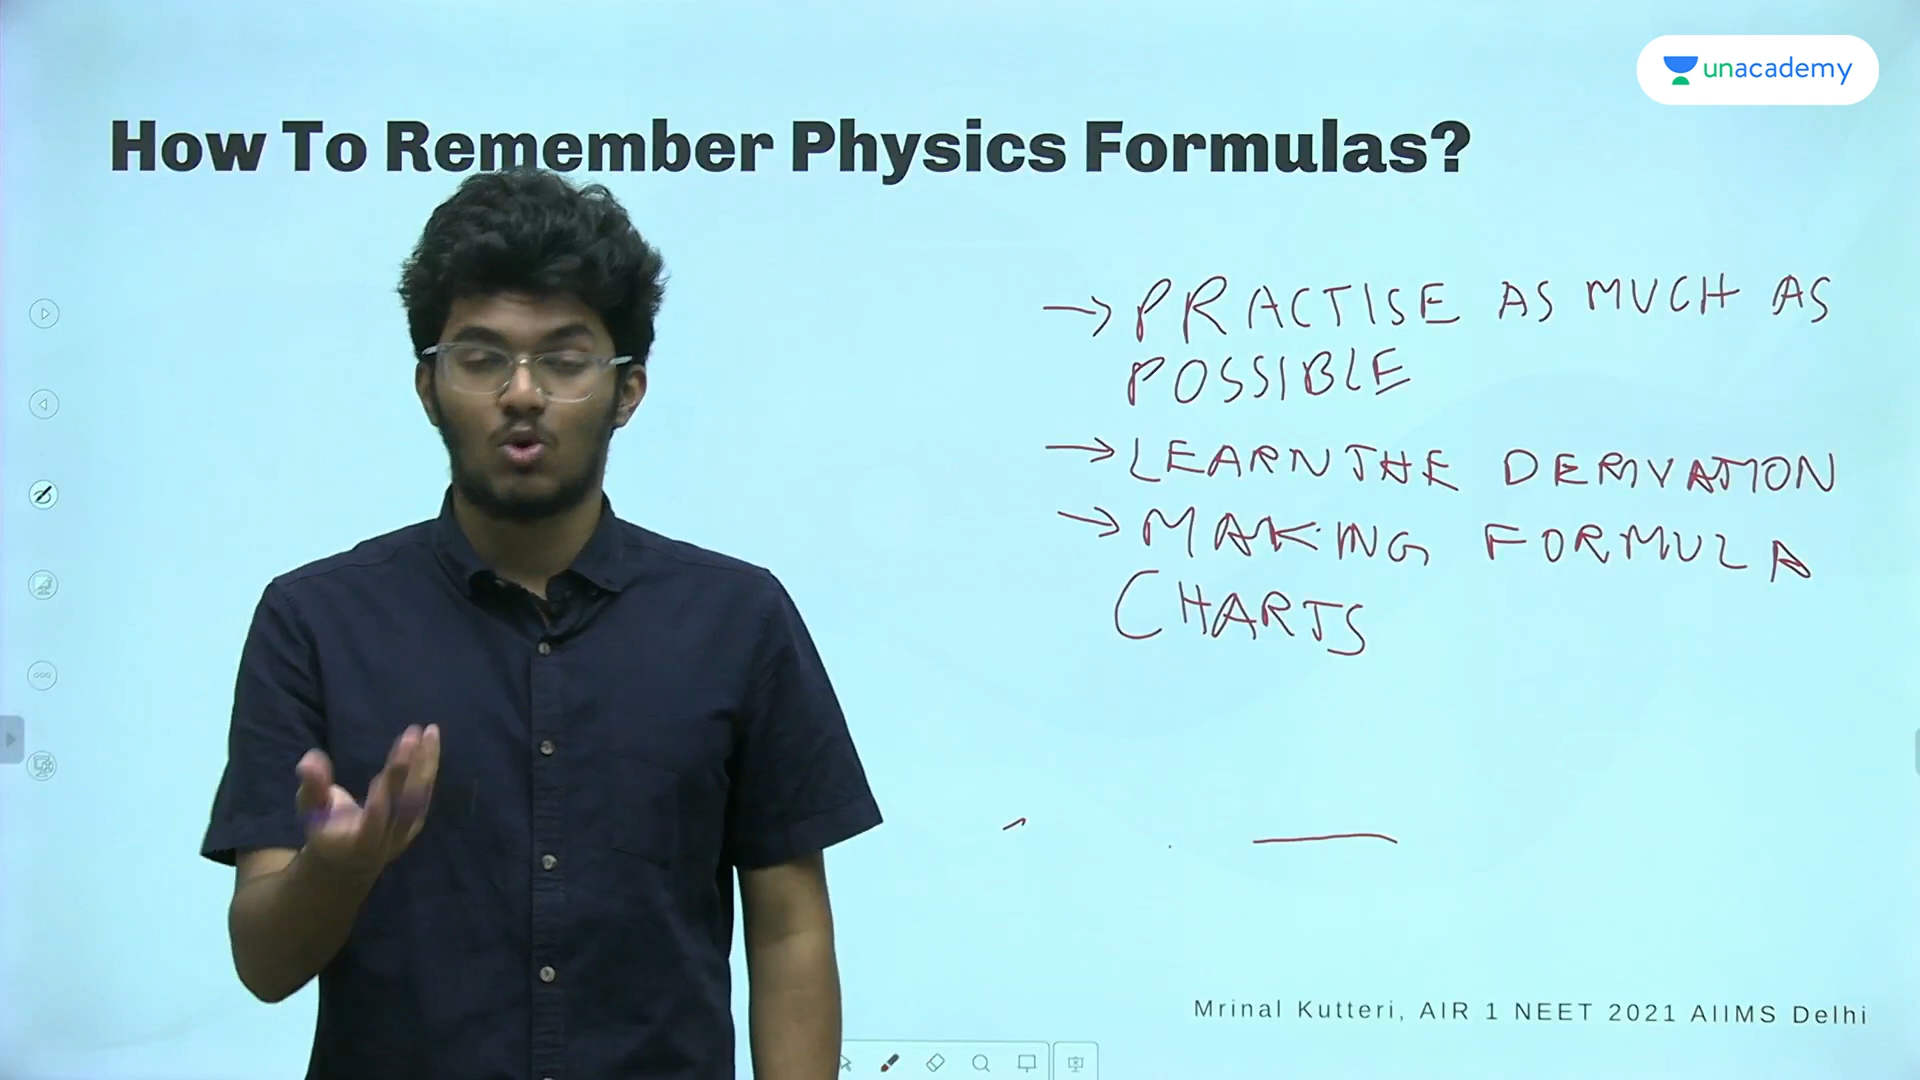 unacademy
How To Remember Physics Formulas?
→ PRACTISE AS MUCH AS
POSSIBLE
→ LEARN THE DERIVATION
→ MAKING FORMULA
CHARTS
Mrinal Kutteri, AIR 1 NEET 2021 AIIMS Delhi